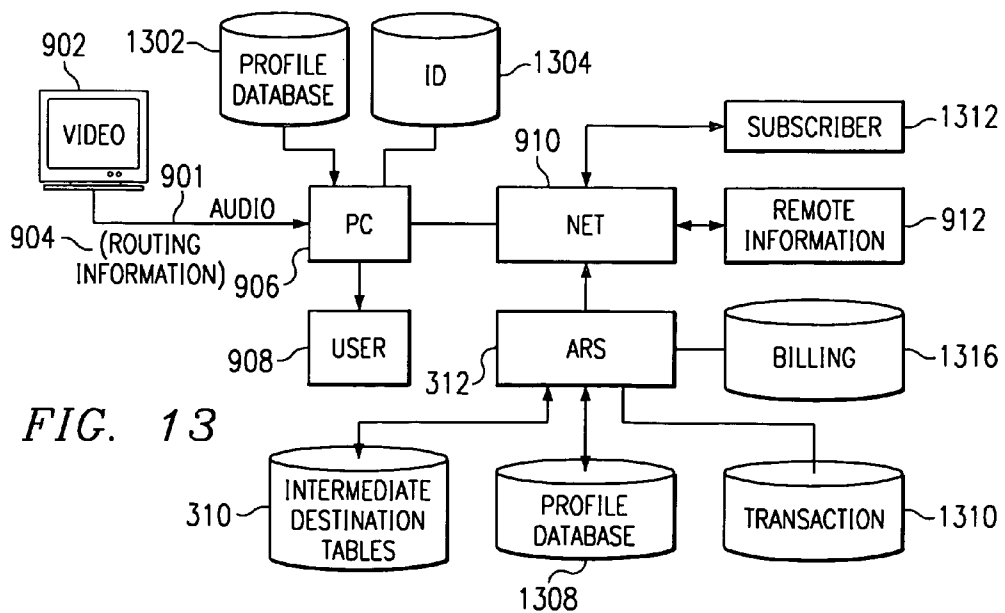 902
1302
PROFILE
DATABASE
ID
1304
VIDEO
910
SUBSCRIBER
1312
901
AUDIO
PC
NET
REMOTE
INFORMATION
912
904
(ROUTING
INFORMATION)
906
908
USER
312
ARS
BILLING
1316
FIG. 13
310
INTERMEDIATE
DESTINATION
TABLES
PROFILE
DATABASE
TRANSACTION
1310
1308